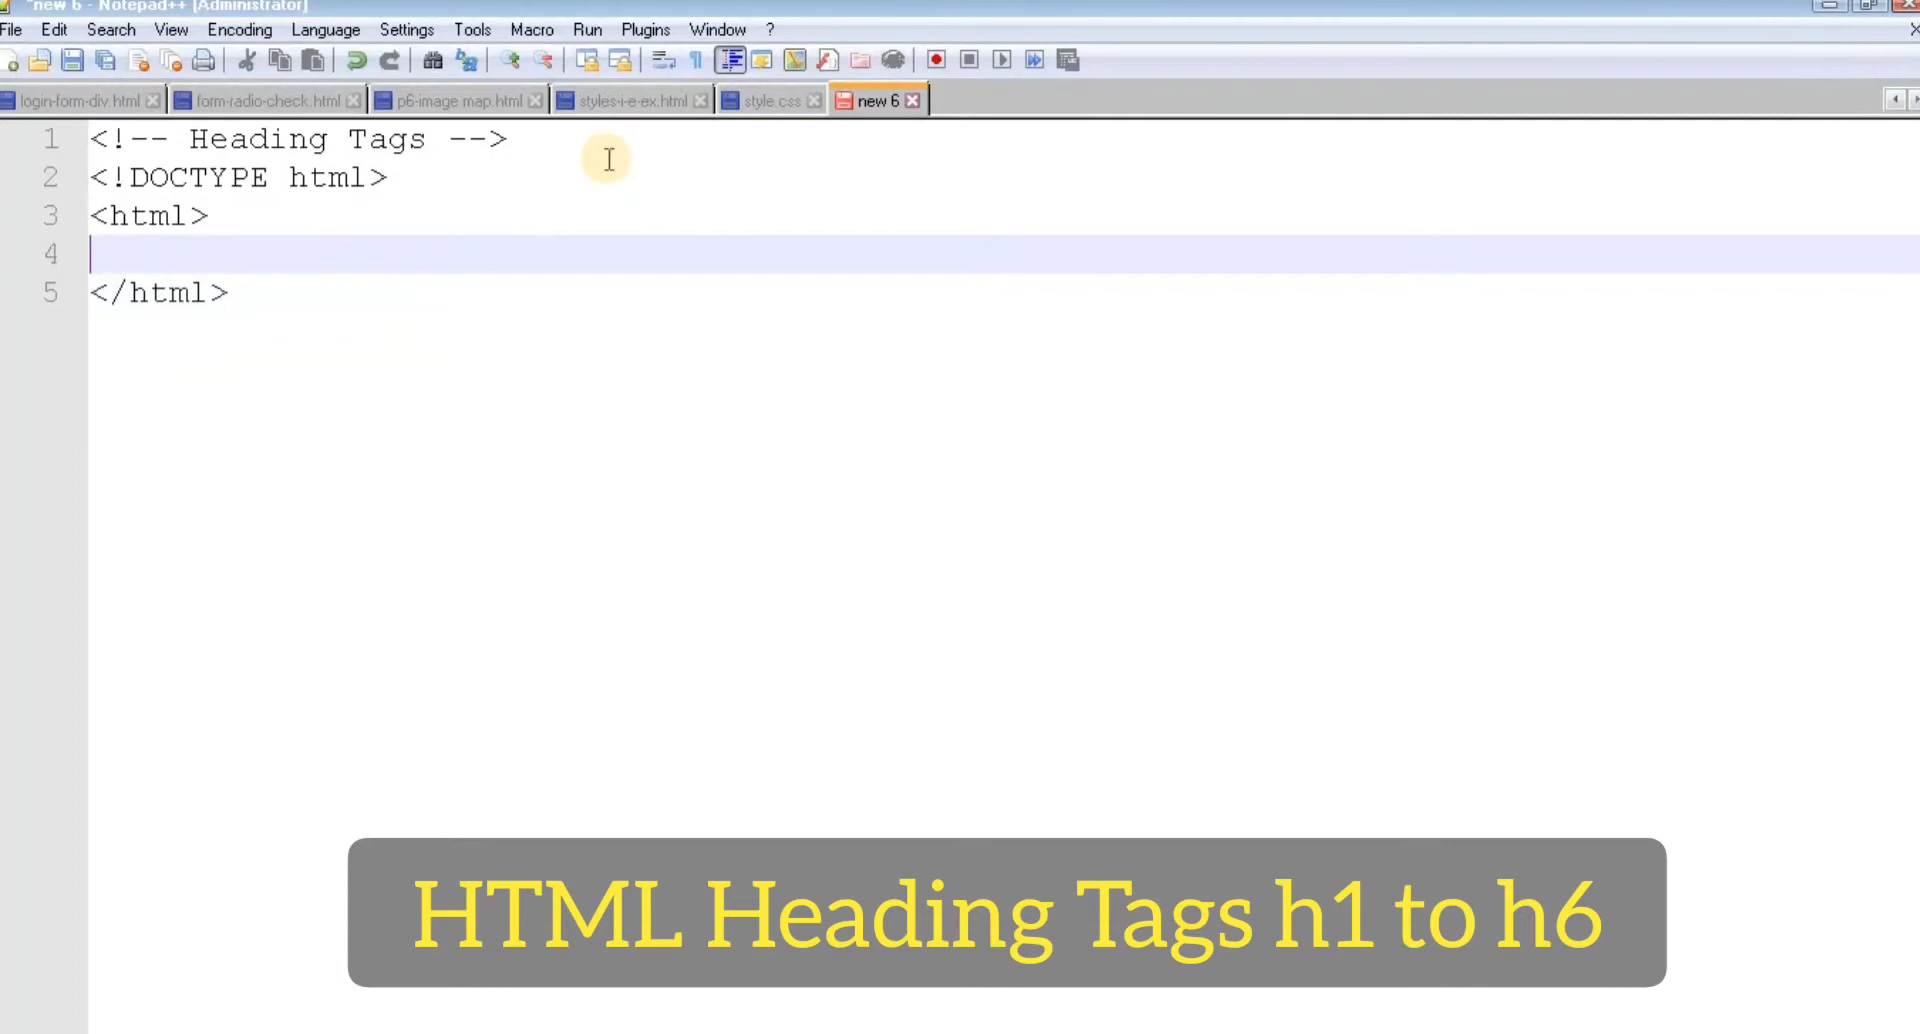 *new 6 - Notepad++ [Administrator]
File Edit Search View Encoding Language Settings Tools Macro Run Plugins Window ?
login-form-div.html form-radio-check.html p6-image map.html styles-i-e-ex.html style.css new 6
1 <!-- Heading Tags -->
2 <!DOCTYPE html>
3 <html>
4
5 </html>
HTML Heading Tags h1 to h6